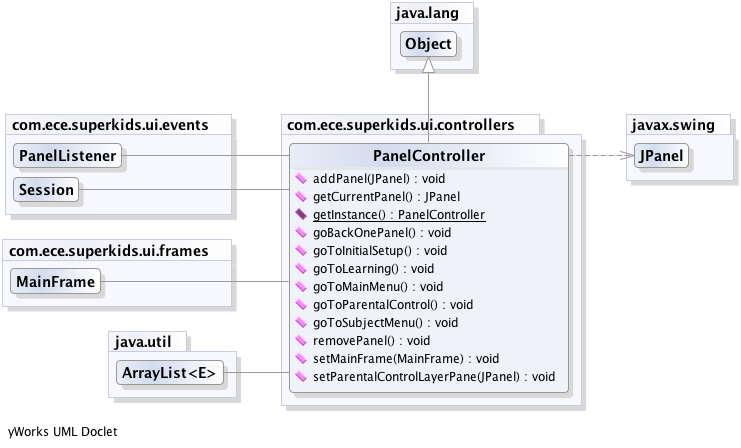 java.lang
Object
com.ece.superkids.ui.events
PanelListener
Session
com.ece.superkids.ui.frames
MainFrame
java.util
ArrayList<E>
com.ece.superkids.ui.controllers
PanelController
addPanel(JPanel) : void
getCurrentPanel() : JPanel
getInstance() : PanelController
goBackOnePanel() : void
goToInitialSetup() : void
goToLearning() : void
goToMainMenu() : void
goToParentalControl() : void
goToSubjectMenu() : void
removePanel() : void
setMainFrame(MainFrame) : void
setParentalControlLayerPane(JPanel) : void
javax.swing
JPanel
yWorks UML Doclet